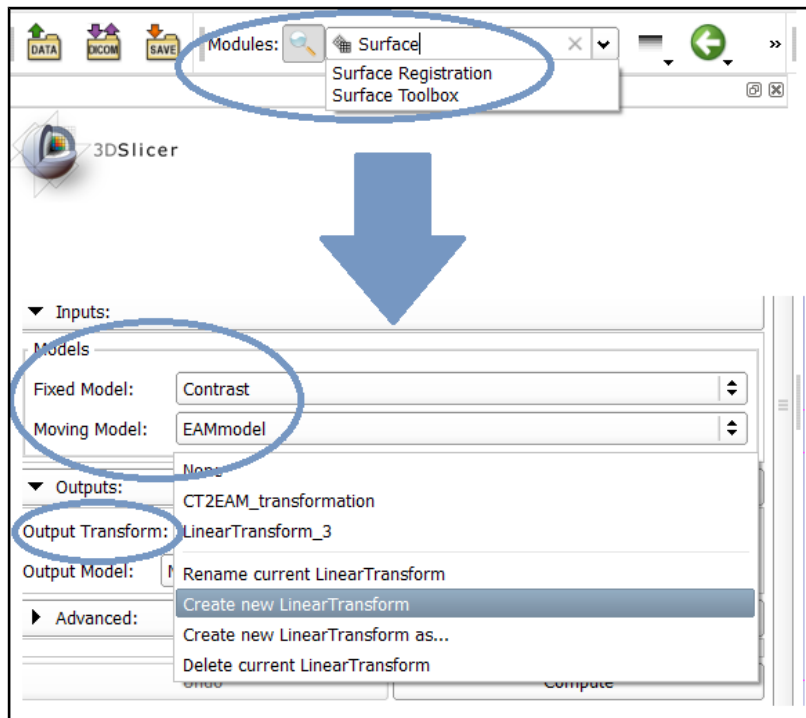 DATA
DICOM
SAVE
Modules:
Surface
»
Surface Registration
Surface Toolbox
3DSlicer
Inputs:
Models
Fixed Model: Contrast
Moving Model: EAMmodel
None
Outputs:
CT2EAM_transformation
Output Transform: LinearTransform_3
Output Model: N
Rename current LinearTransform
Create new LinearTransform
Advanced:
Create new LinearTransform as...
Delete current LinearTransform
Undo
Compute